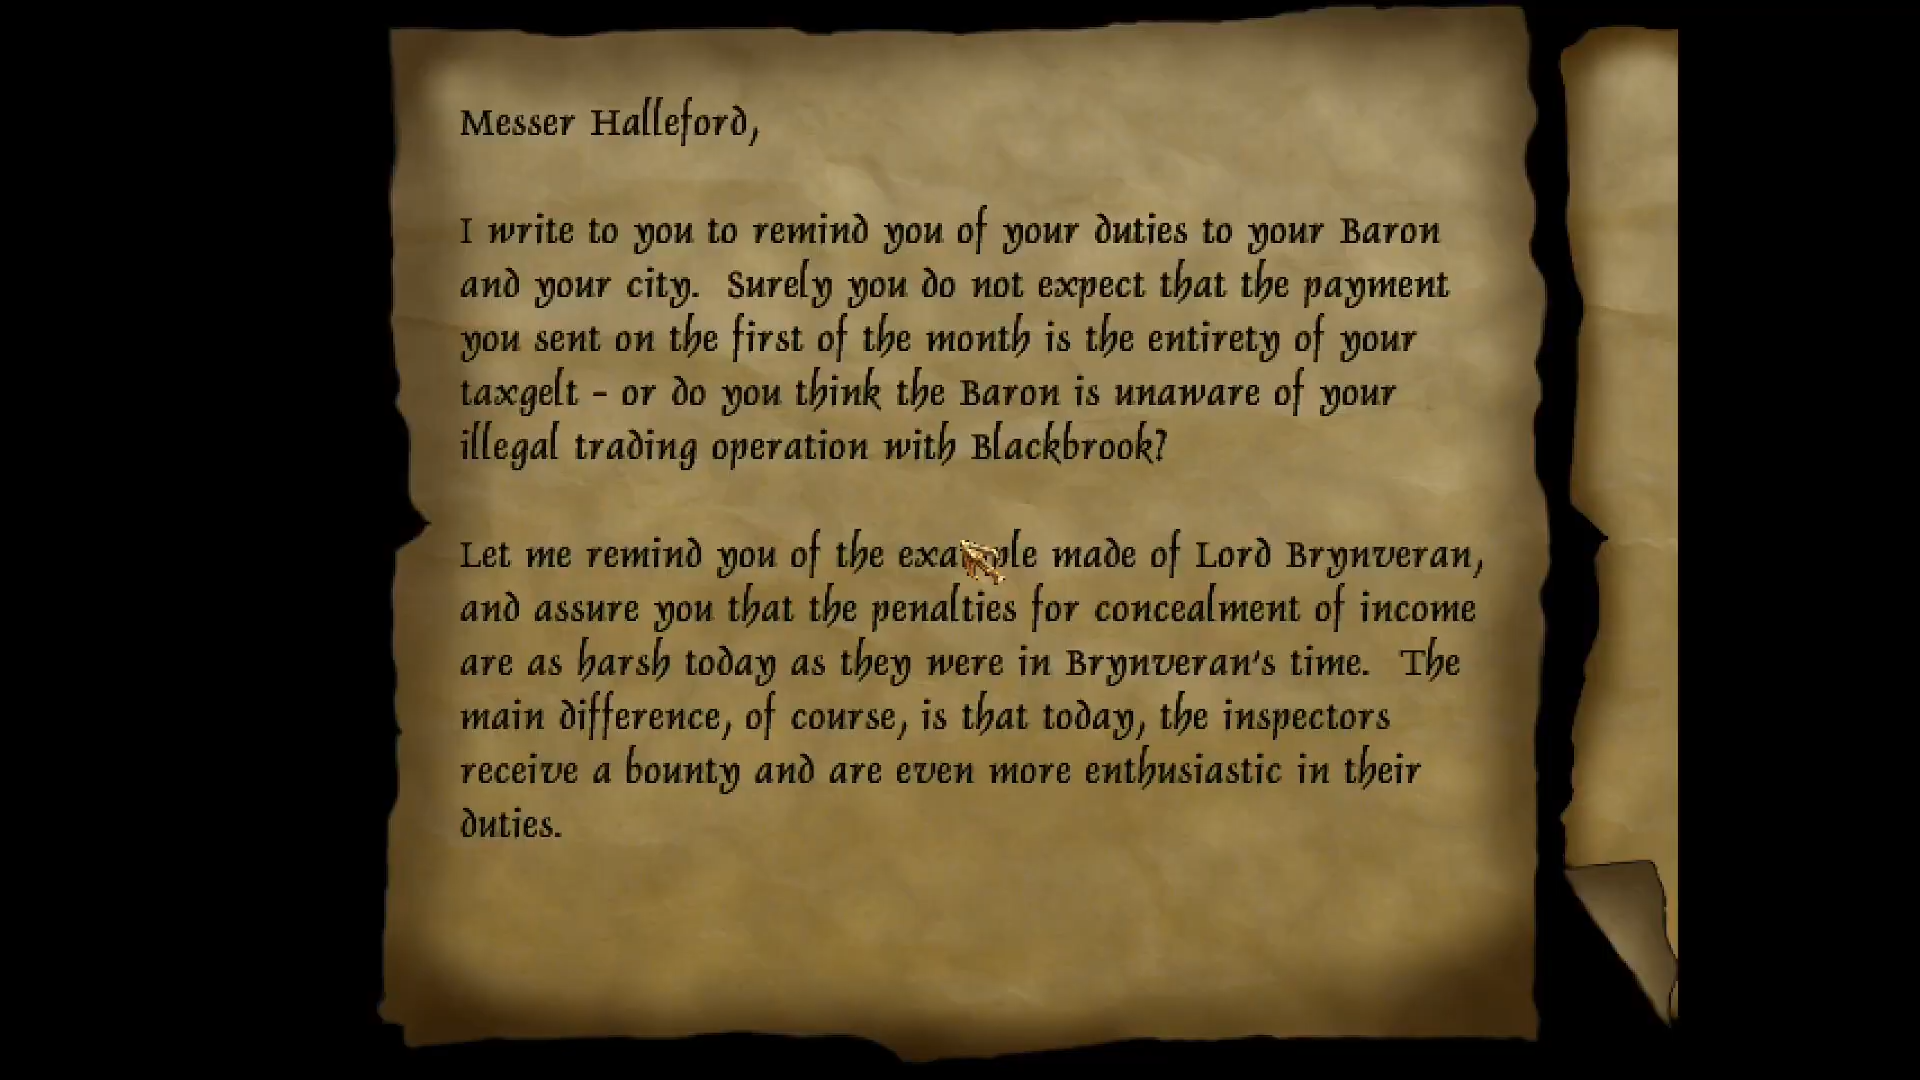 Messer Halleford,
I write to you to remind you of your duties to your Baron
and your city. Surely you do not expect that the payment
you sent on the first of the month is the entirety of your
taxgelt - or do you think the Baron is unaware of your
illegal trading operation with Blackbrook?
Let me remind you of the example made of Lord Brynveran,
and assure you that the penalties for concealment of income
are as harsh today as they were in Brynveran's time. The
main difference, of course, is that today, the inspectors
receive a bounty and are even more enthusiastic in their
duties.